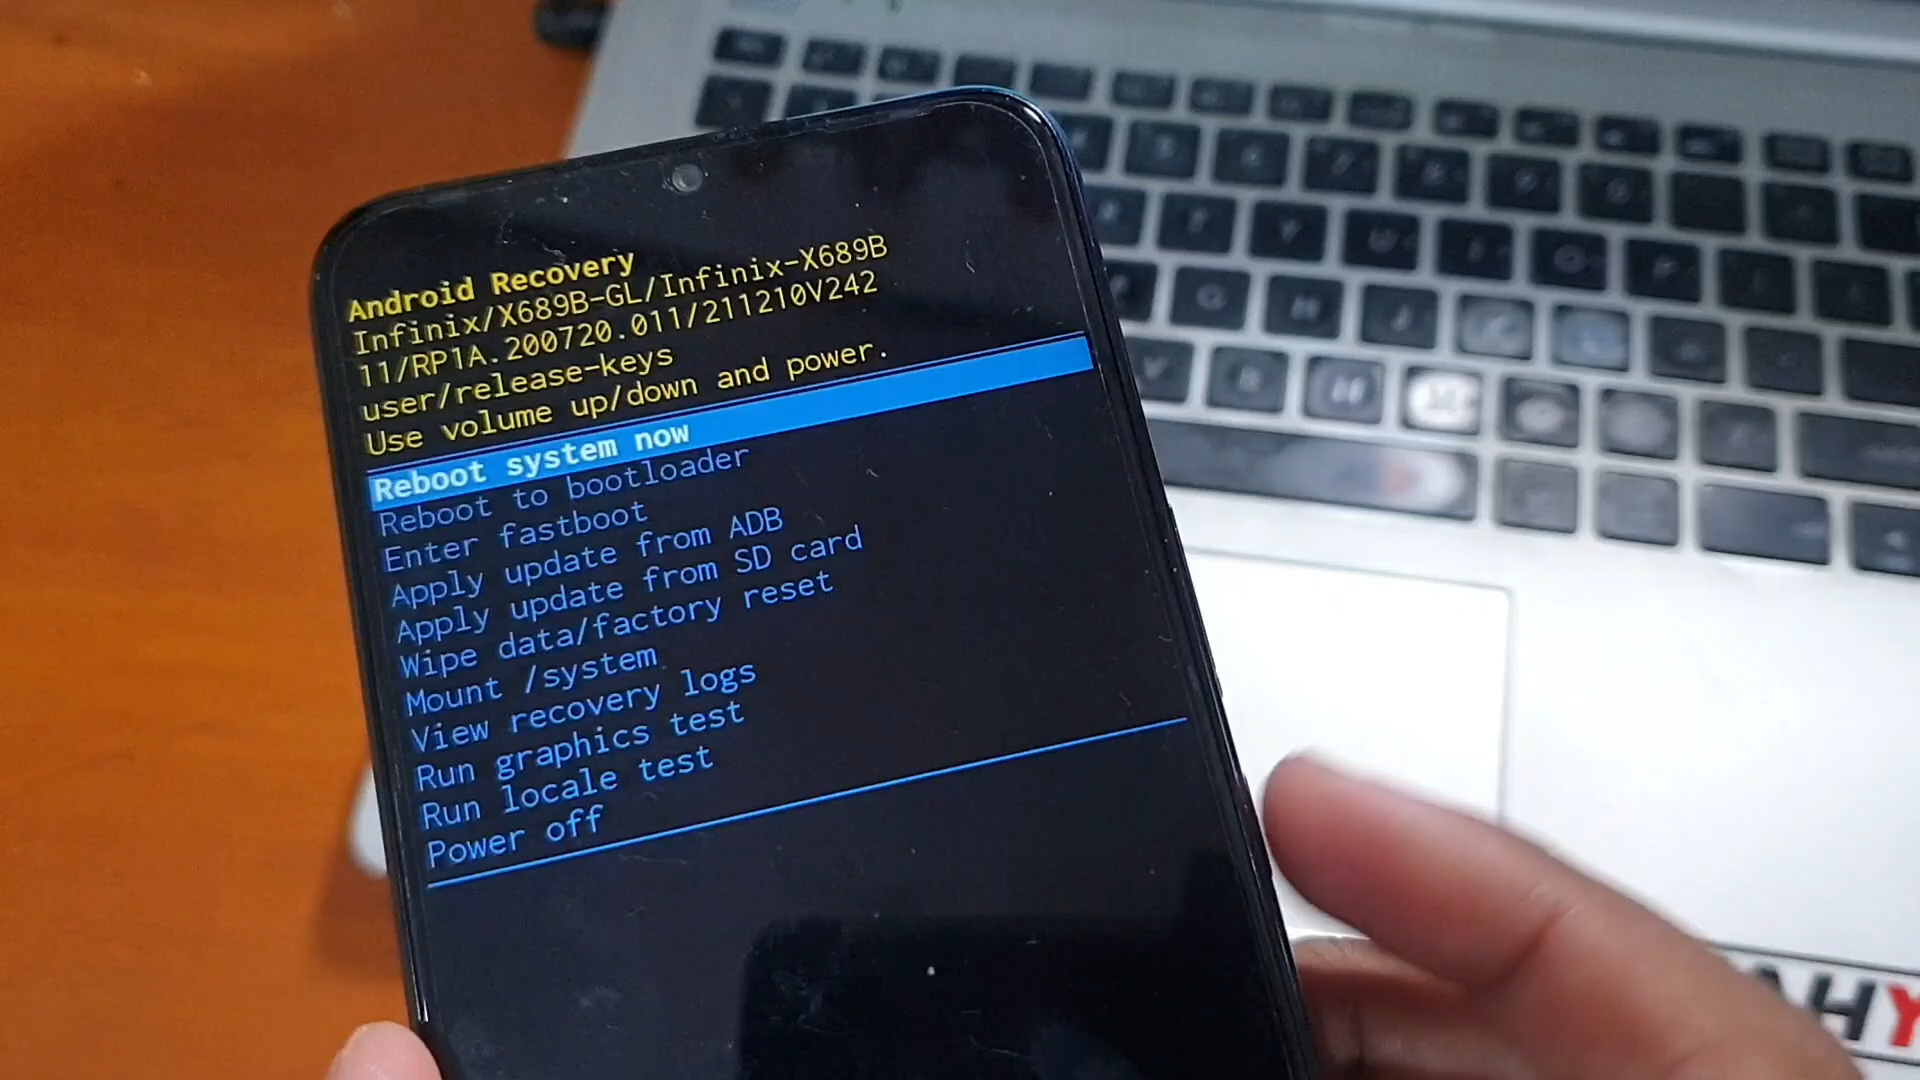 Android Recovery
Infinix/X689B-GL/Infinix-X689B
11/RP1A.200720.011/211210V242
user/release-keys
Use volume up/down and power.
Reboot system now
Reboot to bootloader
Enter fastboot
Apply update from ADB
Apply update from SD card
Wipe data/factory reset
Mount /system
View recovery logs
Run graphics test
Run locale test
Power off